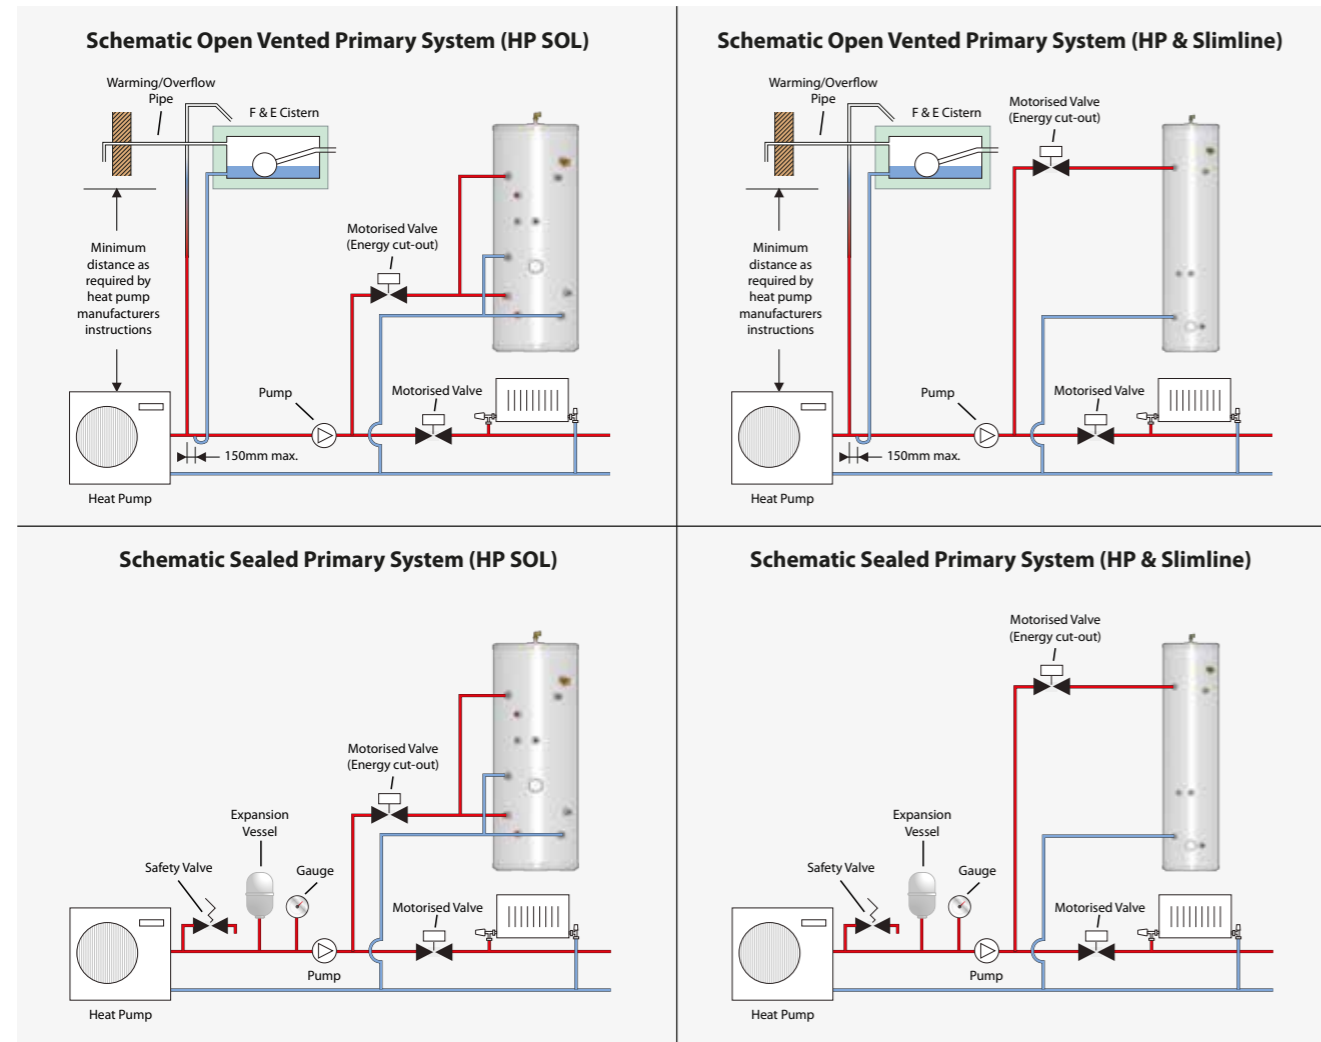 Schematic Open Vented Primary System (HP SOL)
Warming/Overflow
Pipe
F & E Cistern
Motorised Valve
(Energy cut-out)
Minimum
distance as
required by
heat pump
manufacturers
instructions
Pump
Motorised Valve
150mm max.
Heat Pump
Schematic Open Vented Primary System (HP & Slimline)
Warming/Overflow
Pipe
F & E Cistern
Motorised Valve
(Energy cut-out)
Minimum
distance as
required by
heat pump
manufacturers
instructions
Pump
Motorised Valve
150mm max.
Heat Pump
Schematic Sealed Primary System (HP SOL)
Motorised Valve
(Energy cut-out)
Expansion
Vessel
Safety Valve
Gauge
Motorised Valve
Pump
Heat Pump
Schematic Sealed Primary System (HP & Slimline)
Motorised Valve
(Energy cut-out)
Expansion
Vessel
Safety Valve
Gauge
Motorised Valve
Pump
Heat Pump